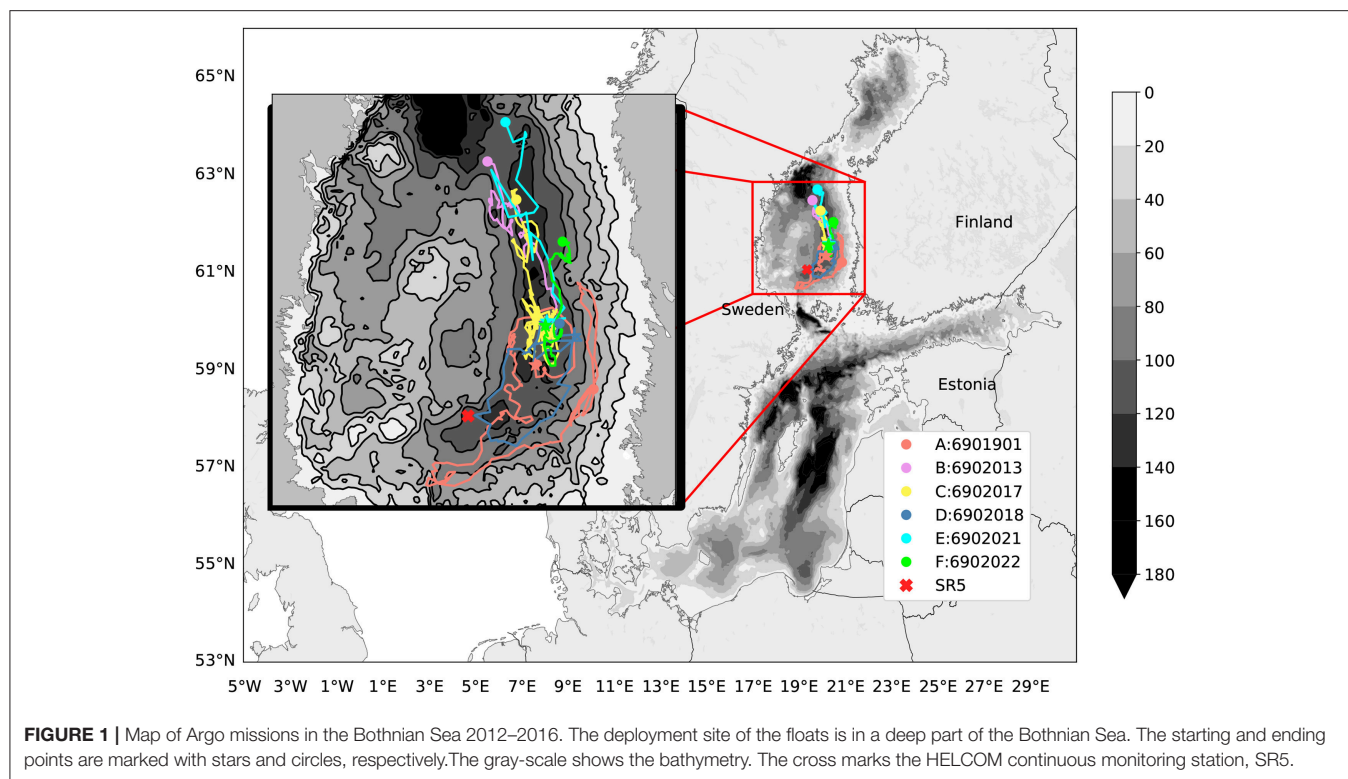 65°N
63°N
61°N
59°N
57°N
55°N
53°N
5°W 3°W 1°W 1°E 3°E 5°E 7°E 9°E 11°E 13°E 15°E 17°E 19°E 21°E 23°E 25°E 27°E 29°E
Finland
Sweden
Estonia
A:6901901
B:6902013
C:6902017
D:6902018
E:6902021
F:6902022
SR5
0
20
40
60
80
100
120
140
160
180
FIGURE 1 | Map of Argo missions in the Bothnian Sea 2012–2016. The deployment site of the floats is in a deep part of the Bothnian Sea. The starting and ending
points are marked with stars and circles, respectively.The gray-scale shows the bathymetry. The cross marks the HELCOM continuous monitoring station, SR5.